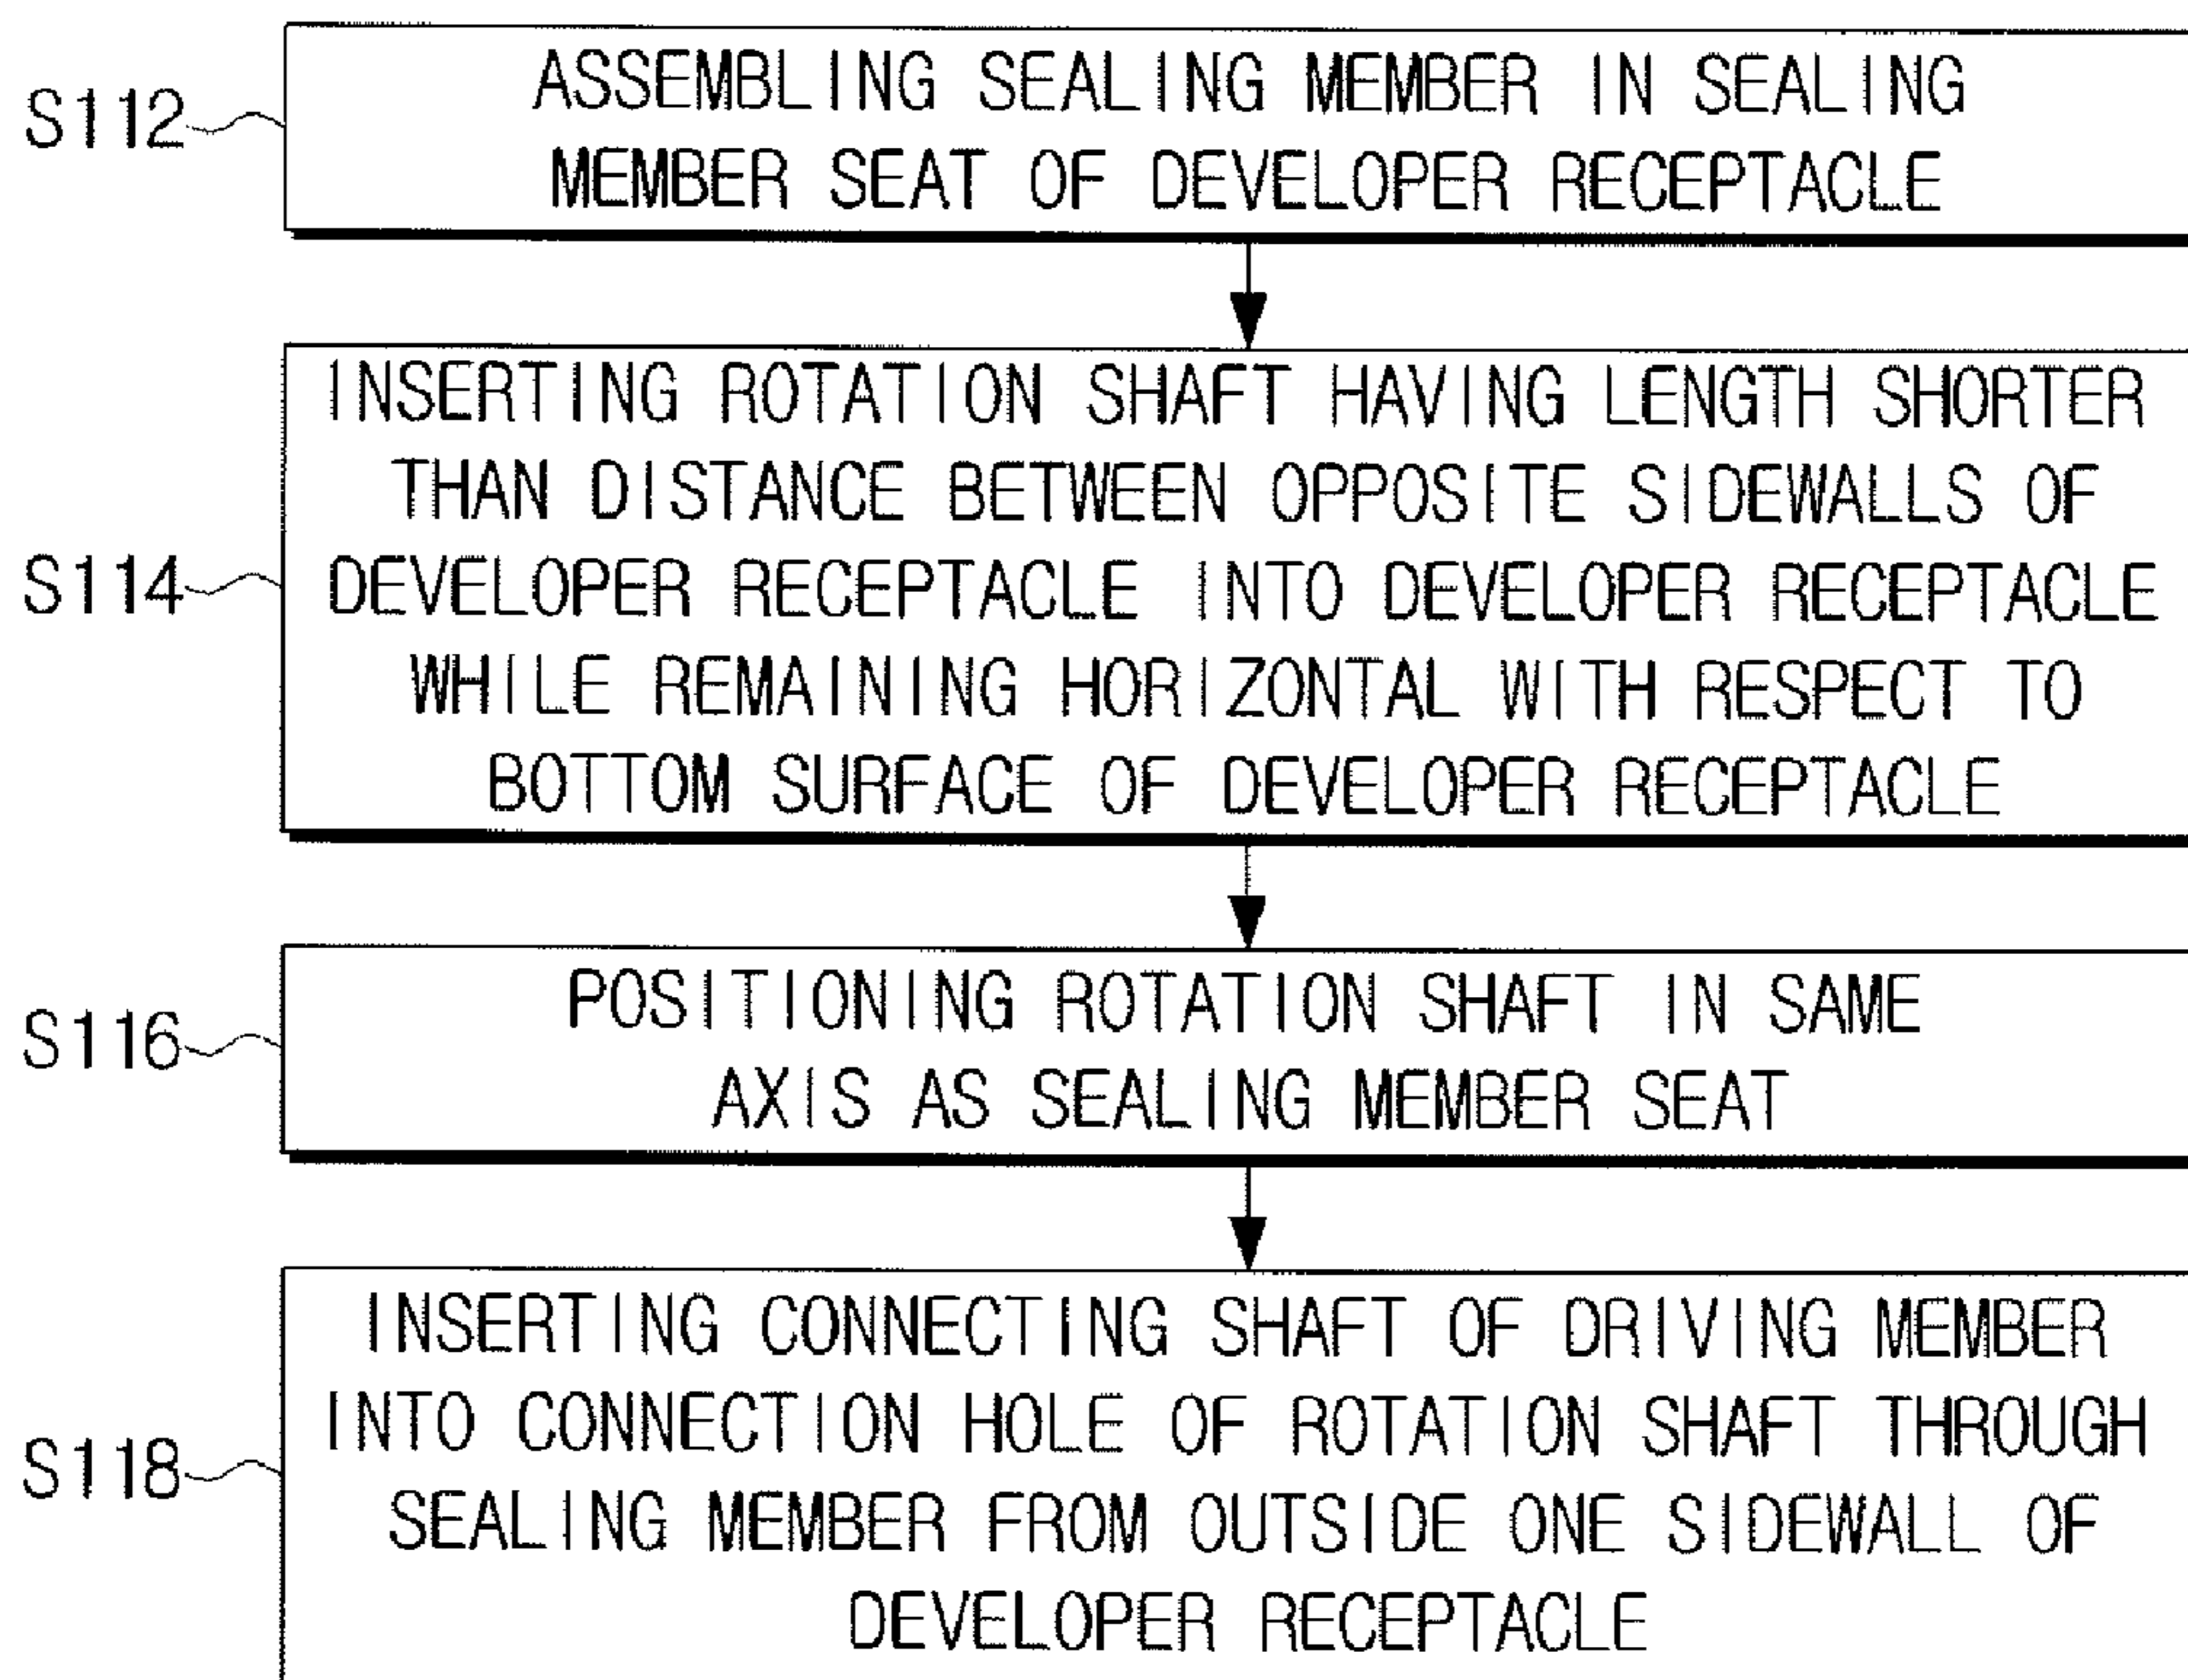 S112
ASSEMBLING SEALING MEMBER IN SEALING
MEMBER SEAT OF DEVELOPER RECEPTACLE
S114
INSERTING ROTATION SHAFT HAVING LENGTH SHORTER
THAN DISTANCE BETWEEN OPPOSITE SIDEWALLS OF
DEVELOPER RECEPTACLE INTO DEVELOPER RECEPTACLE
WHILE REMAINING HORIZONTAL WITH RESPECT TO
BOTTOM SURFACE OF DEVELOPER RECEPTACLE
S116
POSITIONING ROTATION SHAFT IN SAME
AXIS AS SEALING MEMBER SEAT
S118
INSERTING CONNECTING SHAFT OF DRIVING MEMBER
INTO CONNECTION HOLE OF ROTATION SHAFT THROUGH
SEALING MEMBER FROM OUTSIDE ONE SIDEWALL OF
DEVELOPER RECEPTACLE